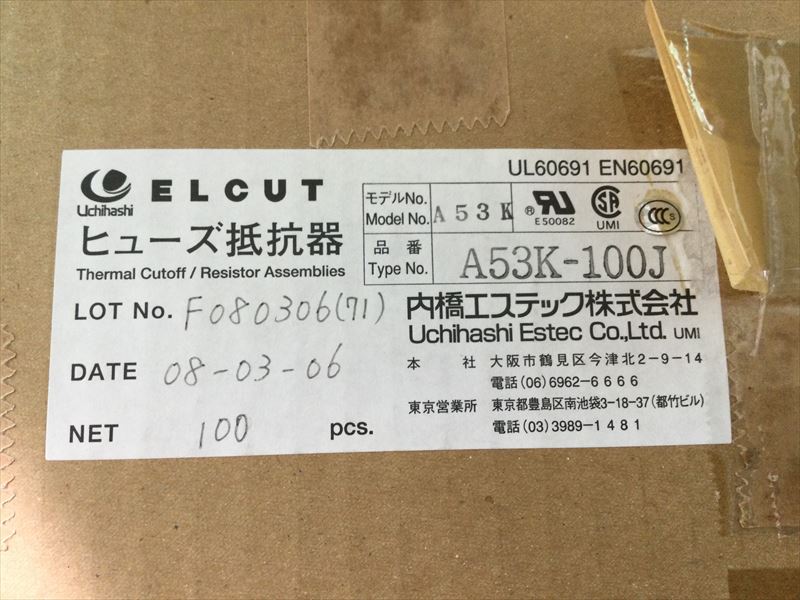 UL60691 EN60691
Uchihashi ELCUT
ヒューズ抵抗器
Thermal Cutoff / Resistor Assemblies
モデルNo.
Model No. A53K
E50082
UMI
品番
Type No. A53K-100J
LOT No. F080306(71)
DATE 08-03-06
NET 100 pcs.
内橋エステック株式会社
Uchihashi Estec Co.,Ltd. UMI
本社 大阪市鶴見区今津北2-9-14
電話(06)6962-6666
東京営業所 東京都豊島区南池袋3-18-37(都竹ビル)
電話(03)3989-1481